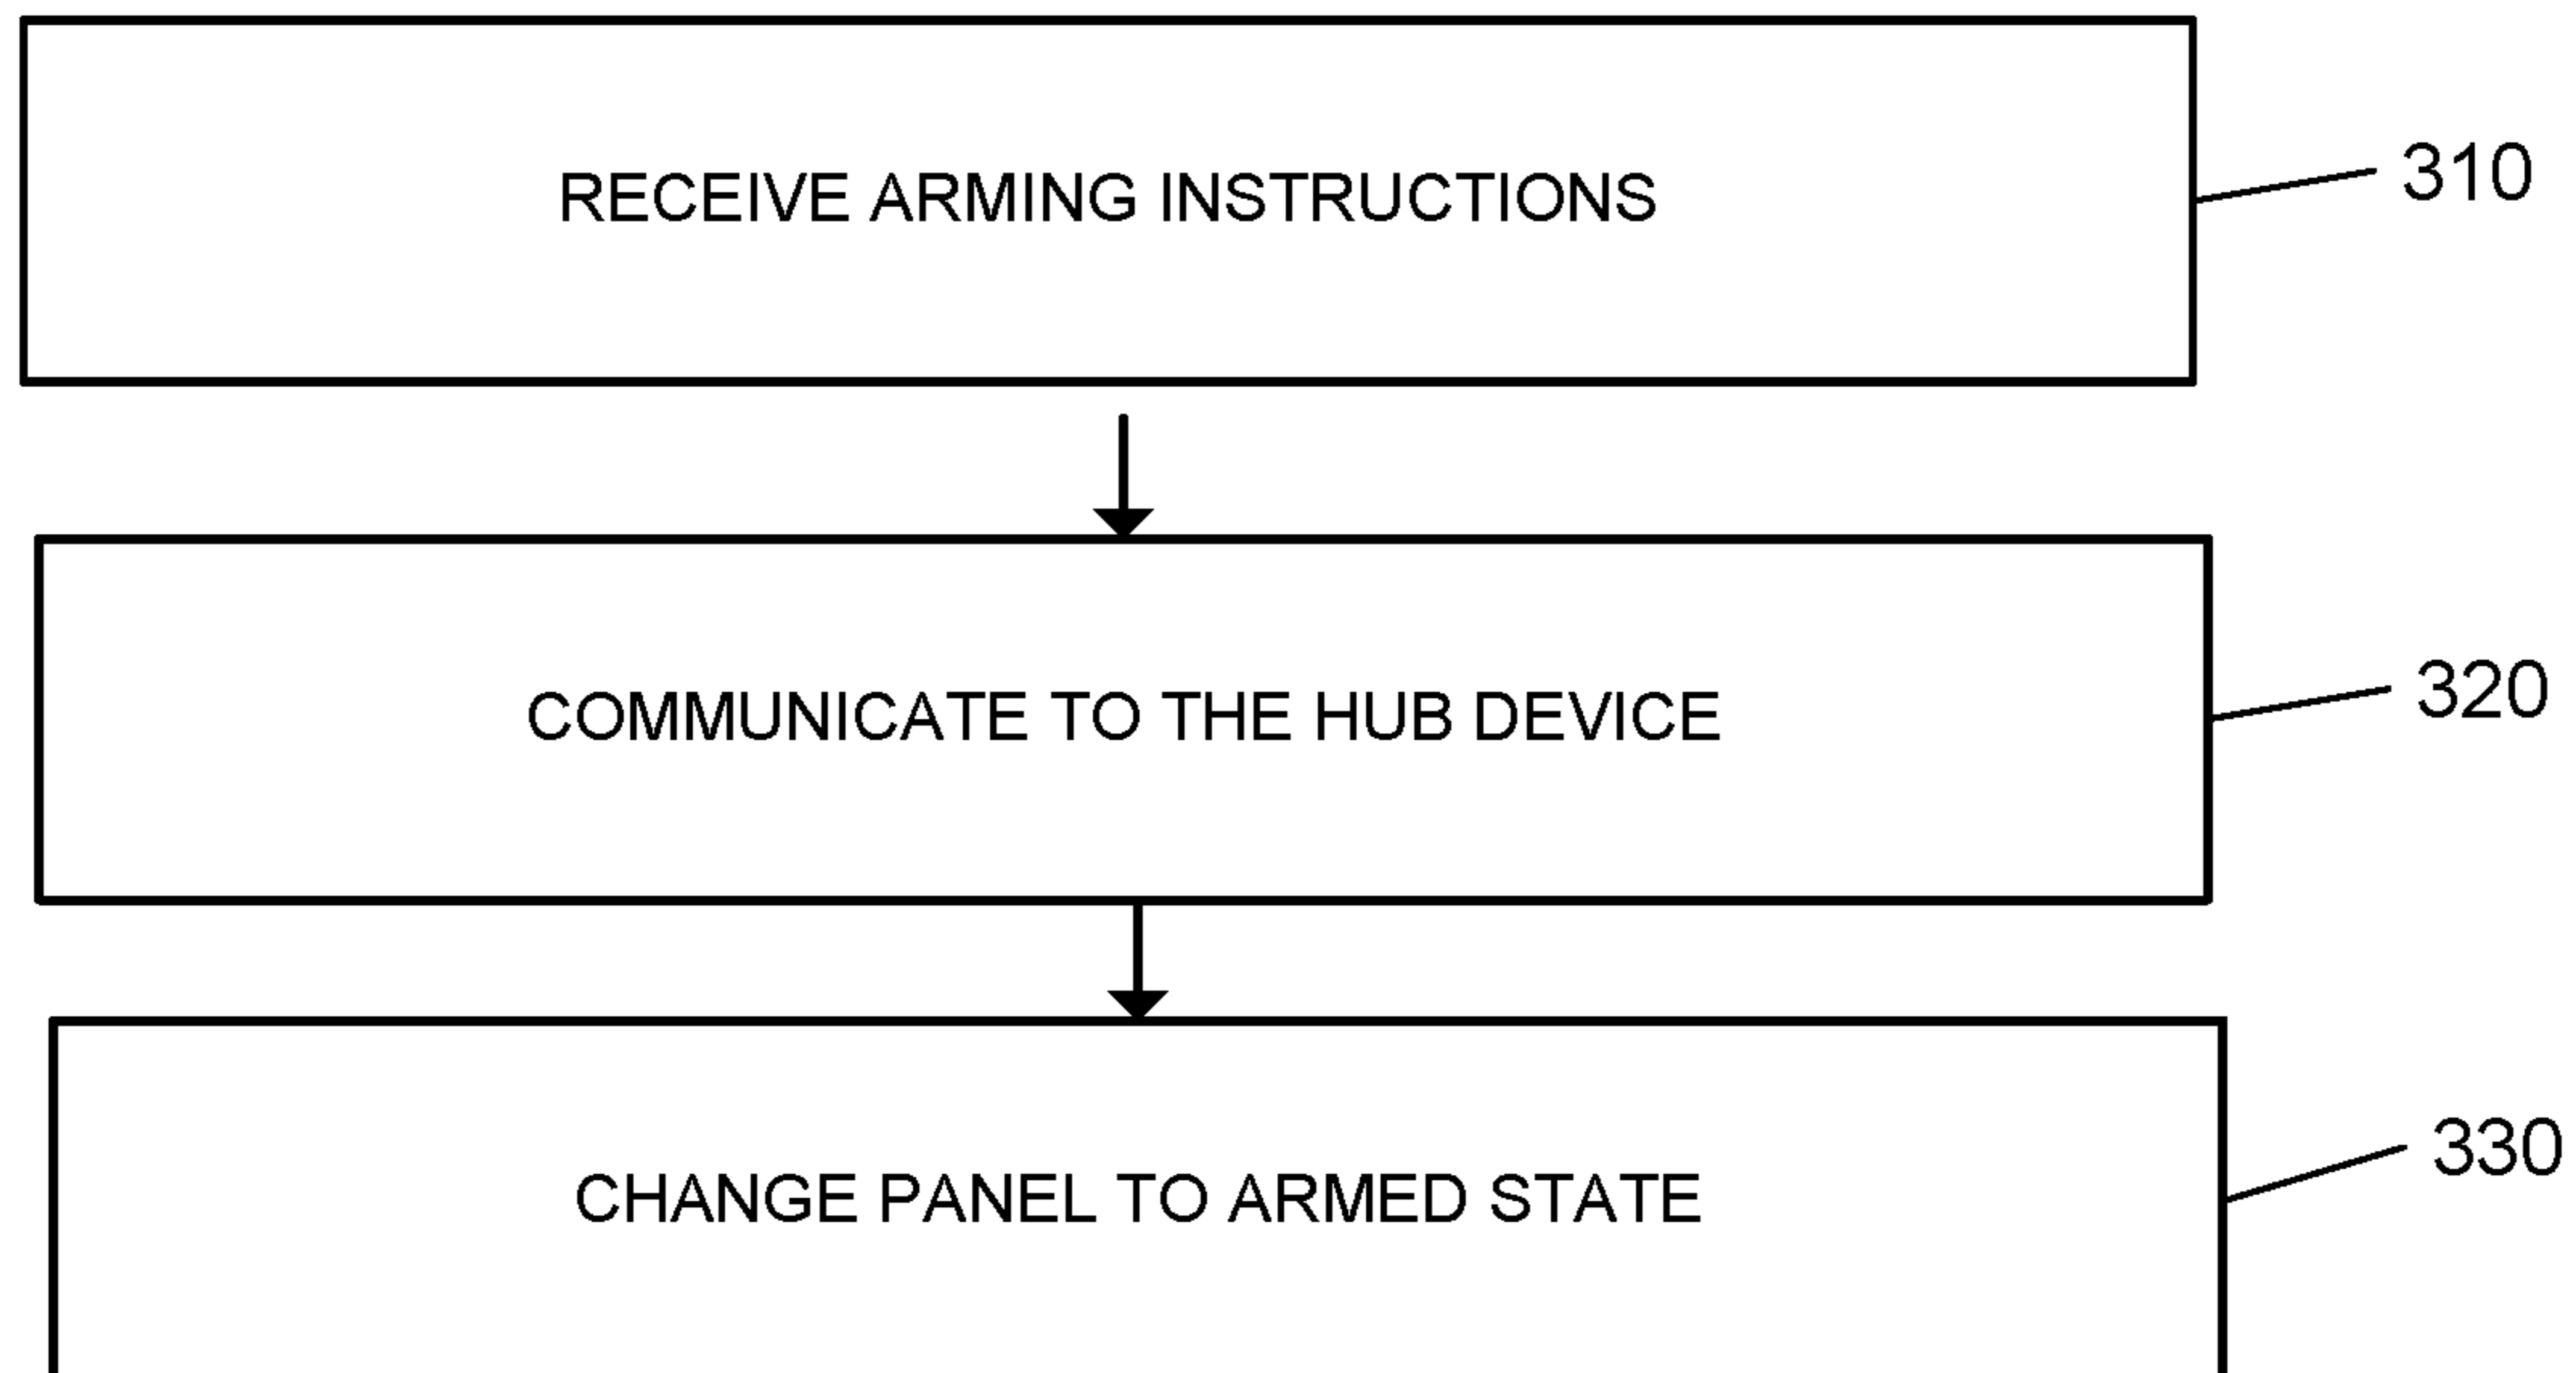 RECEIVE ARMING INSTRUCTIONS
310
COMMUNICATE TO THE HUB DEVICE
320
CHANGE PANEL TO ARMED STATE
330